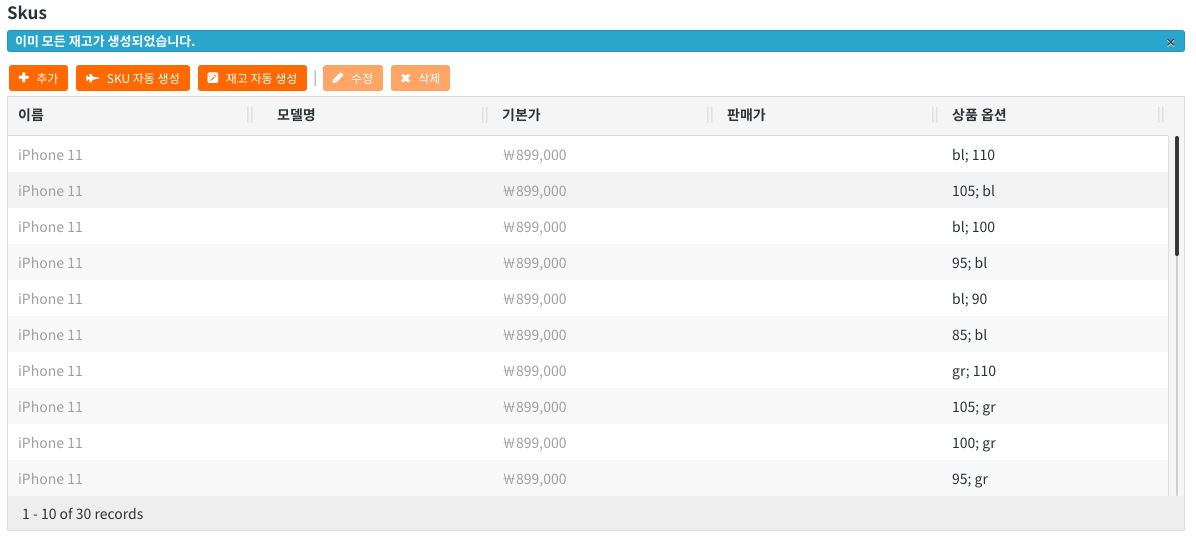 Skus
이미 모든 재고가 생성되었습니다. ×
추가 SKU 자동 생성 재고 자동 생성 | 수정 삭제
이름 모델명 기본가 판매가 상품 옵션
iPhone 11 ₩899,000 bl; 110
iPhone 11 ₩899,000 105; bl
iPhone 11 ₩899,000 bl; 100
iPhone 11 ₩899,000 95; bl
iPhone 11 ₩899,000 bl; 90
iPhone 11 ₩899,000 85; bl
iPhone 11 ₩899,000 gr; 110
iPhone 11 ₩899,000 105; gr
iPhone 11 ₩899,000 100; gr
iPhone 11 ₩899,000 95; gr
1 - 10 of 30 records